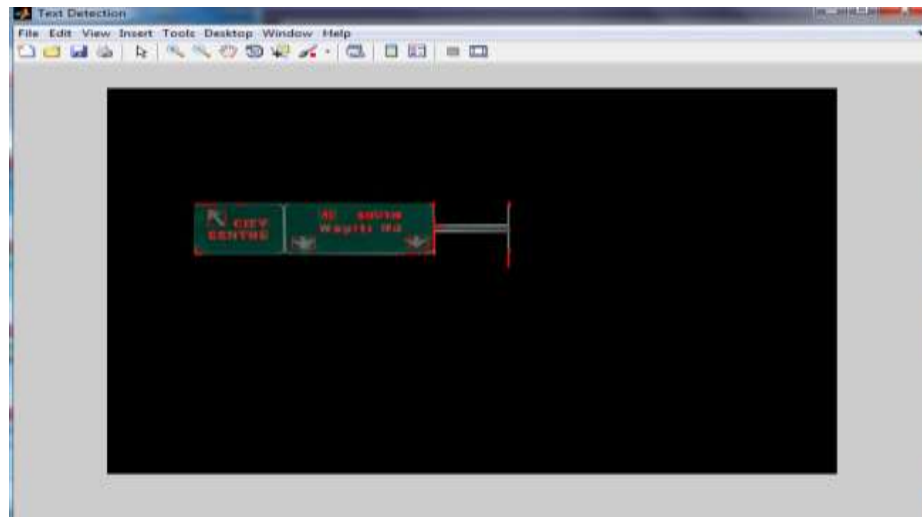 Text Detection
File Edit View Insert Tools Desktop Window Help
CITY
CENTRE
SOUTH